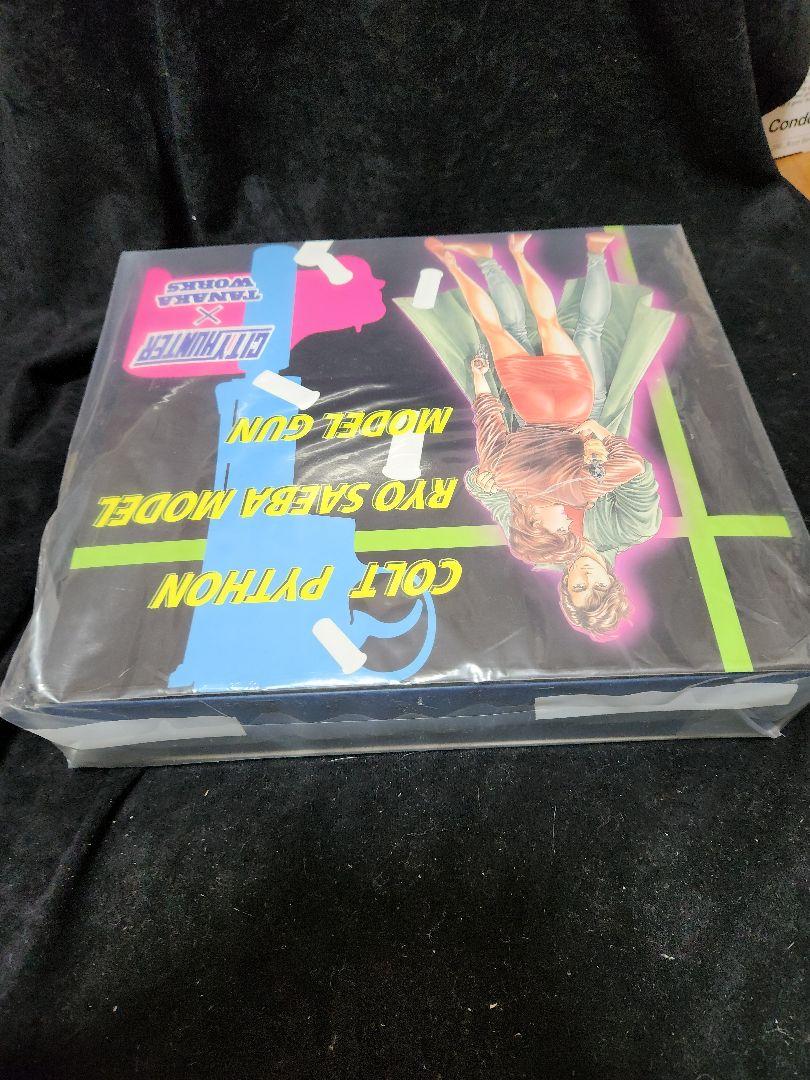 COLT PYTHON
RYO SAEBA MODEL
MODEL GUN
CITY HUNTER
×
TANAKA
WORKS